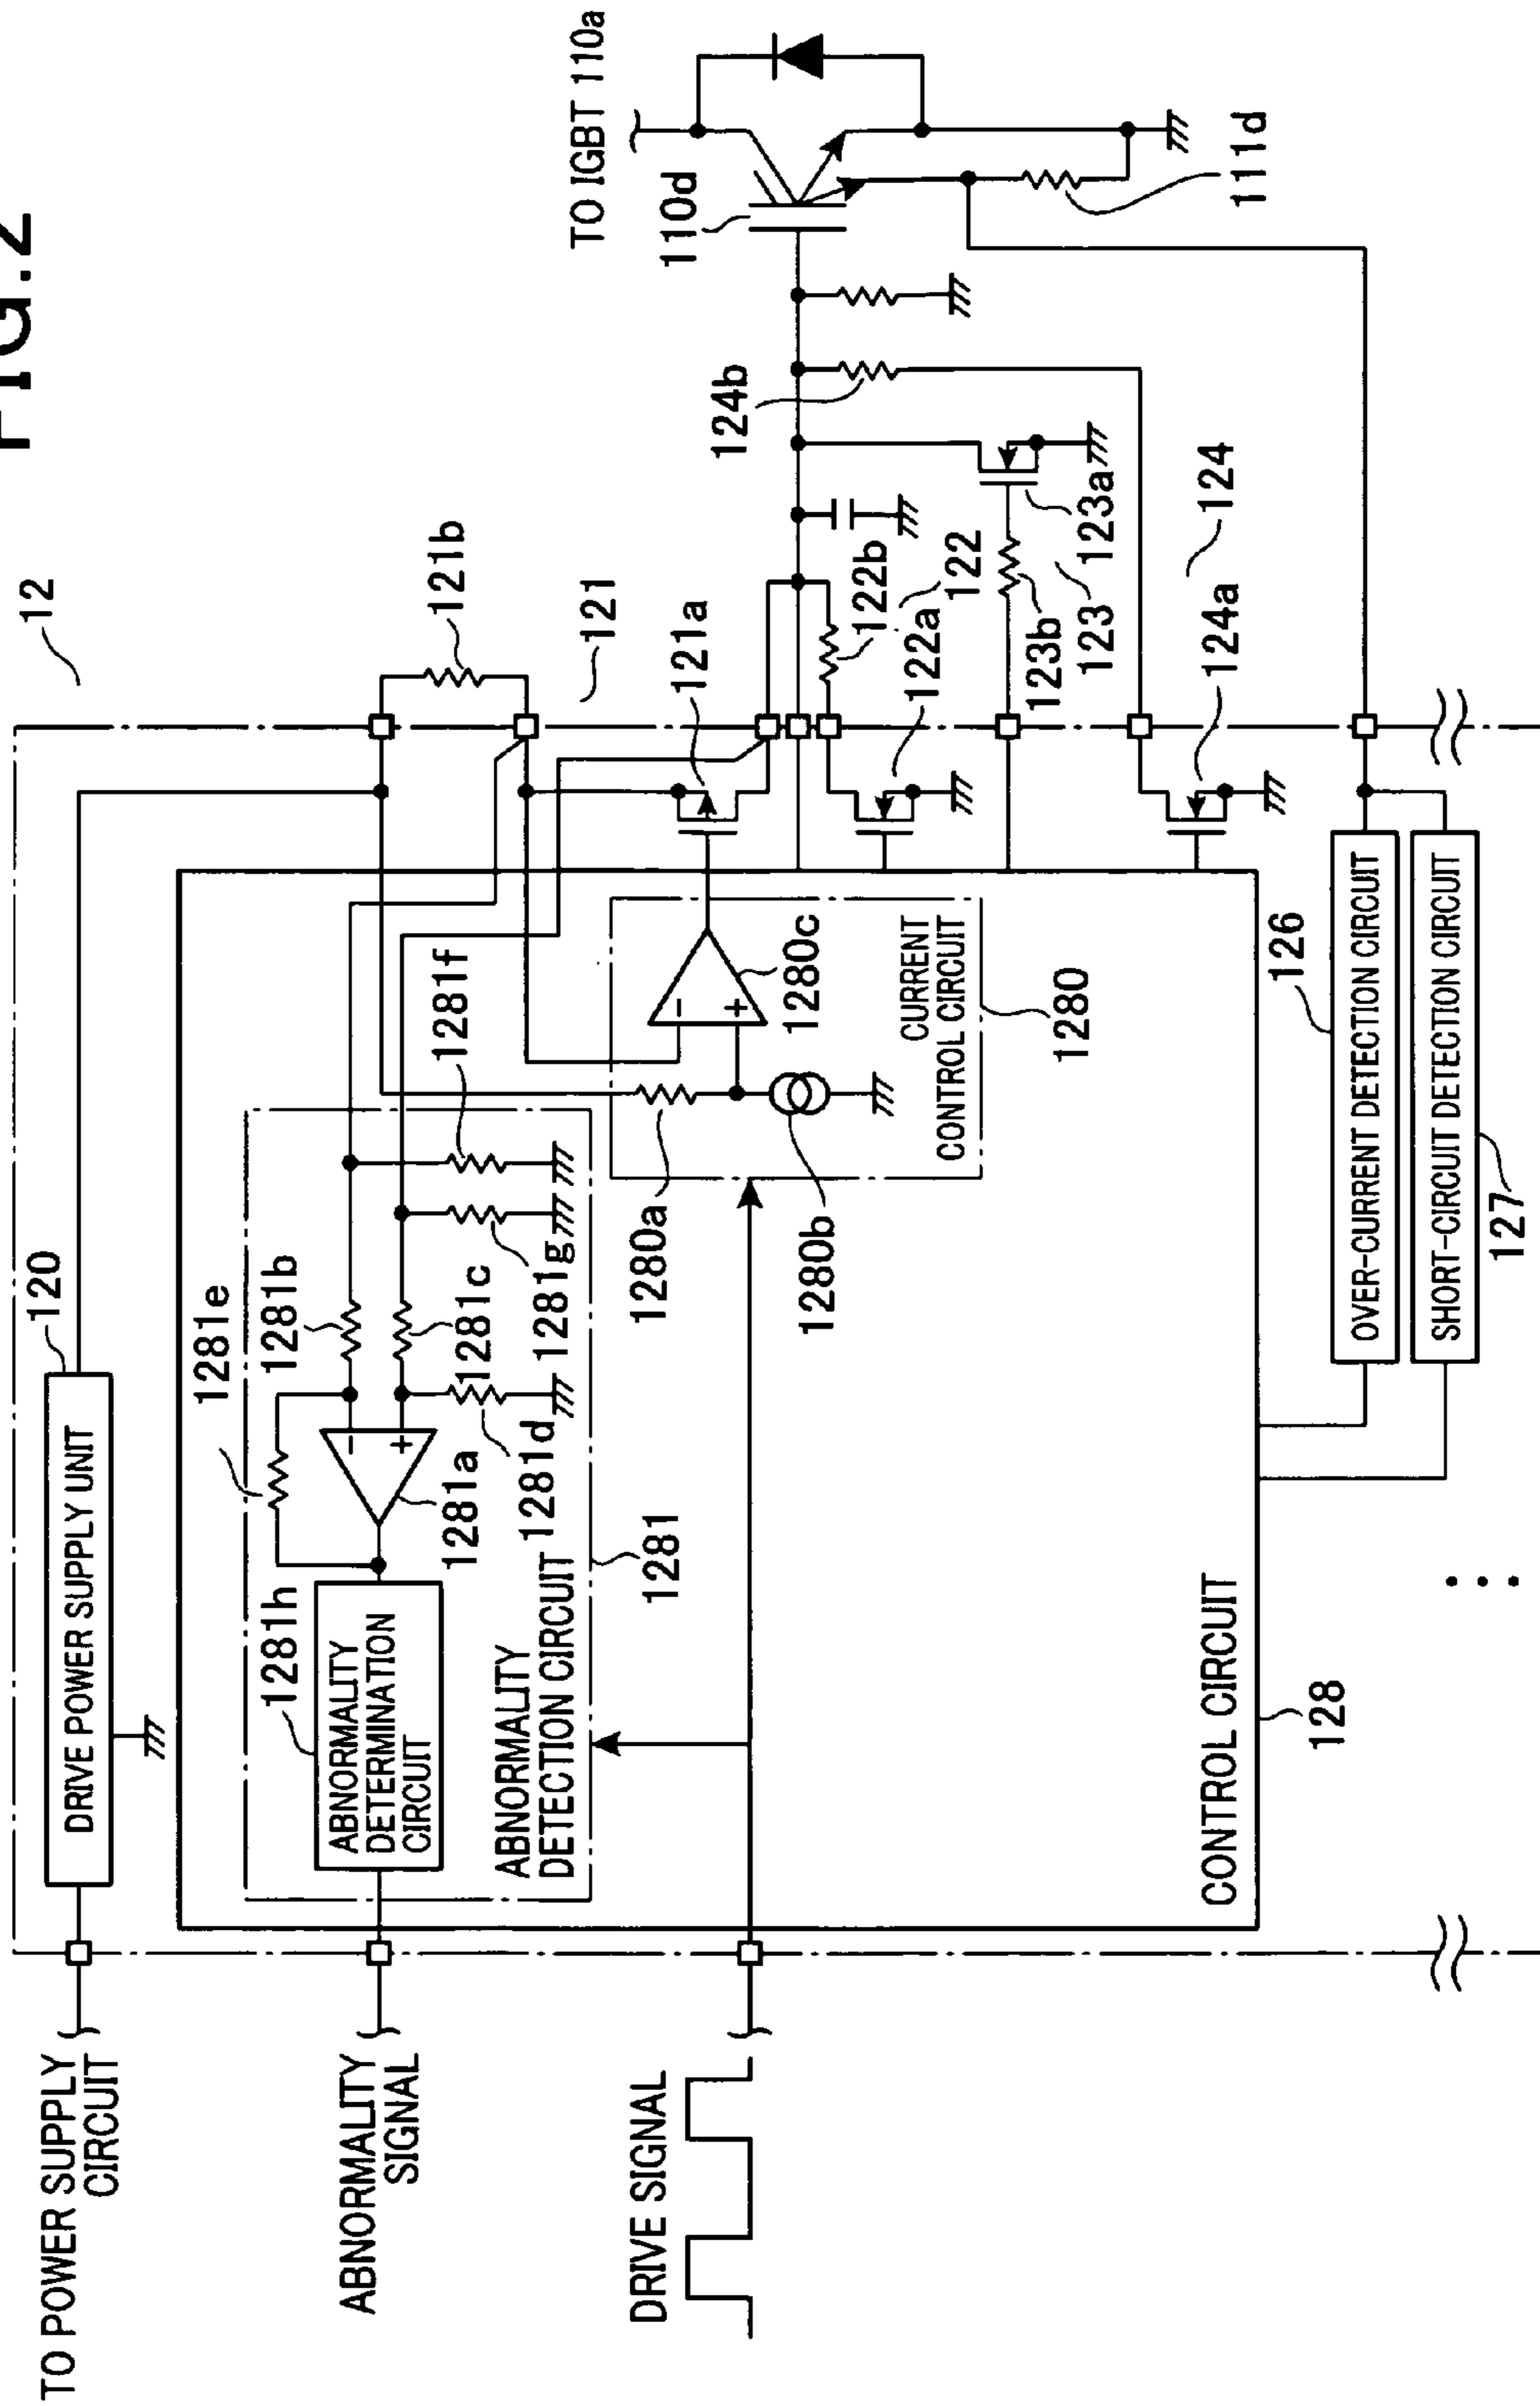 FIG.2
12
TO POWER SUPPLY
CIRCUIT
120
DRIVE POWER SUPPLY UNIT
121b
121
121a
ABNORMALITY
SIGNAL
1281h
ABNORMALITY
DETERMINATION
CIRCUIT
1281e
1281b
1281f
1281c
1281g
1281a
1281d
-
+
ABNORMALITY
DETECTION CIRCUIT
1281
DRIVE SIGNAL
1280a
1280b
-
+
1280c
CURRENT
CONTROL CIRCUIT
1280
TO IGBT 110a
110d
111d
124b
122b
122
122a
123b
123
123a
124
124a
CONTROL CIRCUIT
128
126
OVER-CURRENT DETECTION CIRCUIT
SHORT-CIRCUIT DETECTION CIRCUIT
127